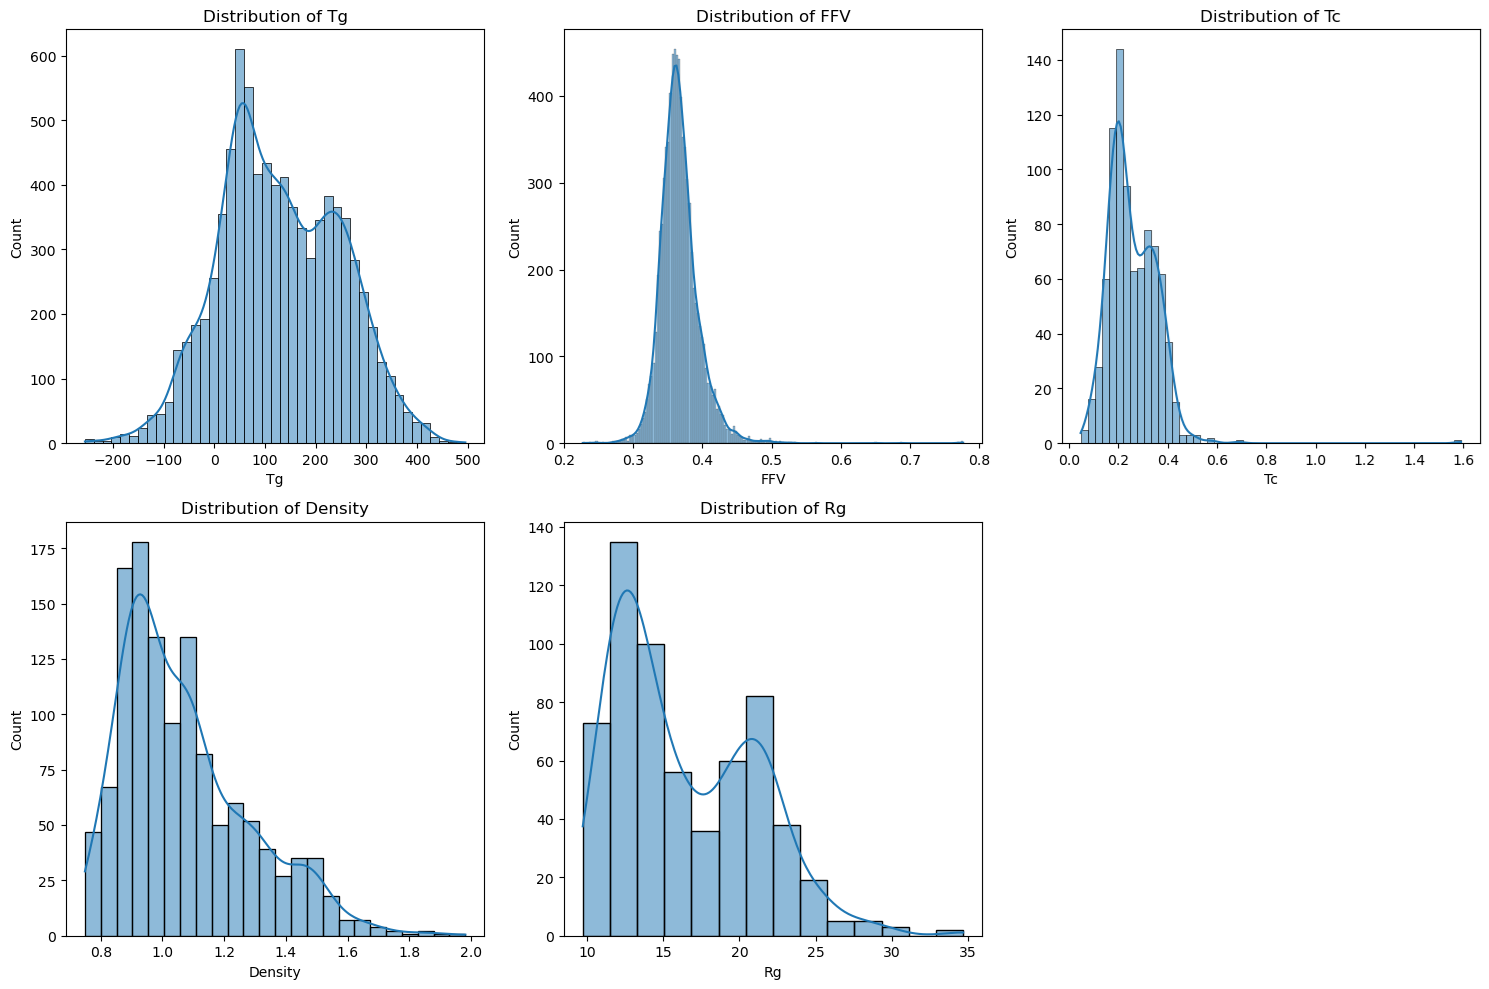 Distribution of Tg
600
500
400
300
200
100
0
Count
−200 −100 0 100 200 300 400 500
Tg
Distribution of FFV
400
300
200
100
0
Count
0.2 0.3 0.4 0.5 0.6 0.7 0.8
FFV
Distribution of Tc
140
120
100
80
60
40
20
0
Count
0.0 0.2 0.4 0.6 0.8 1.0 1.2 1.4 1.6
Tc
Distribution of Density
175
150
125
100
75
50
25
0
Count
0.8 1.0 1.2 1.4 1.6 1.8 2.0
Density
Distribution of Rg
140
120
100
80
60
40
20
0
Count
10 15 20 25 30 35
Rg